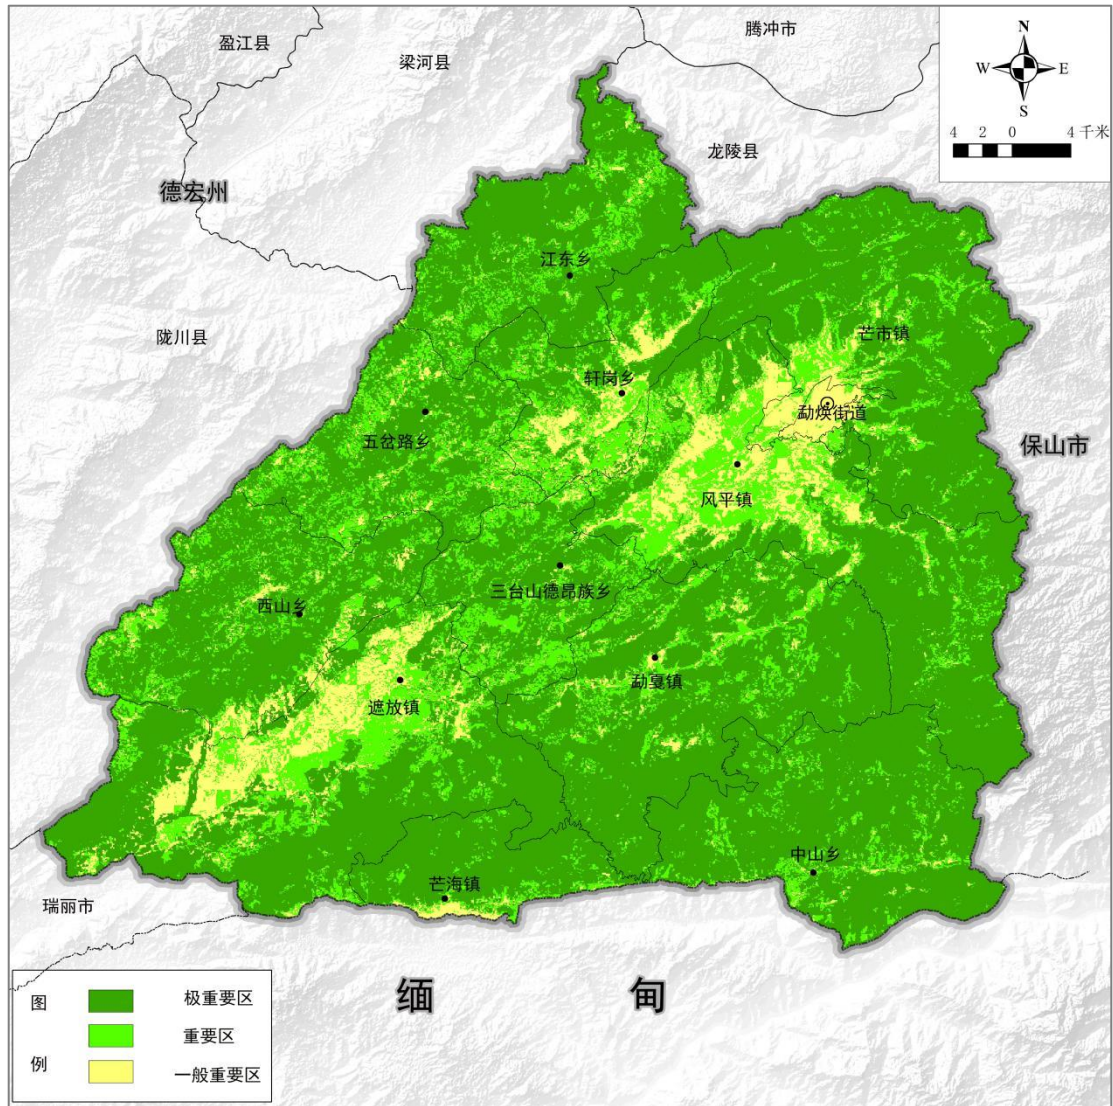 盈江县
梁河县
腾冲市
N
W
E
S
4 2 0 4 千米
龙陵县
德宏州
江东乡
陇川县
芒市镇
轩岗乡
勐焕街道
五岔路乡
保山市
风平镇
三台山德昂族乡
西山乡
勐戛镇
遮放镇
中山乡
芒海镇
瑞丽市
缅 甸
图 例
极重要区
重要区
一般重要区